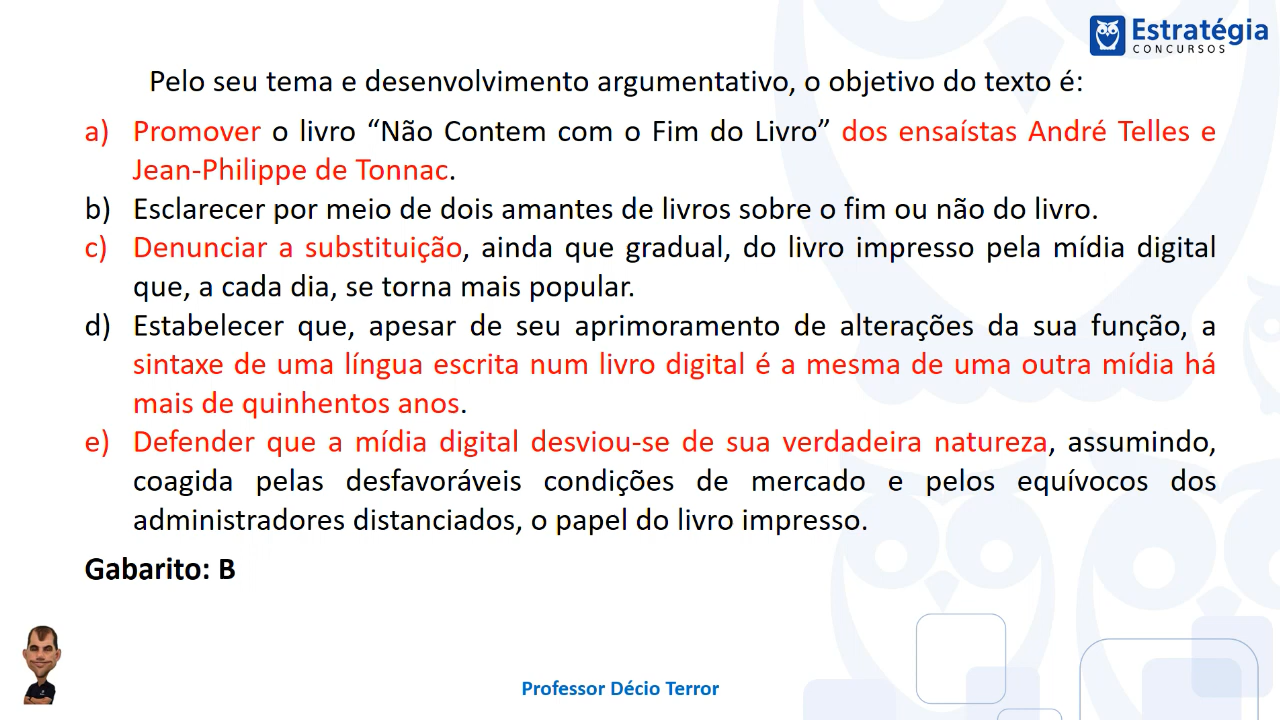 Estratégia
CONCURSOS
Pelo seu tema e desenvolvimento argumentativo, o objetivo do texto é:
a) Promover o livro “Não Contem com o Fim do Livro” dos ensaístas André Telles e
Jean-Philippe de Tonnac.
b) Esclarecer por meio de dois amantes de livros sobre o fim ou não do livro.
c) Denunciar a substituição, ainda que gradual, do livro impresso pela mídia digital
que, a cada dia, se torna mais popular.
d) Estabelecer que, apesar de seu aprimoramento de alterações da sua função, a
sintaxe de uma língua escrita num livro digital é a mesma de uma outra mídia há
mais de quinhentos anos.
e) Defender que a mídia digital desviou-se de sua verdadeira natureza, assumindo,
coagida pelas desfavoráveis condições de mercado e pelos equívocos dos
administradores distanciados, o papel do livro impresso.
Gabarito: B
Professor Décio Terror